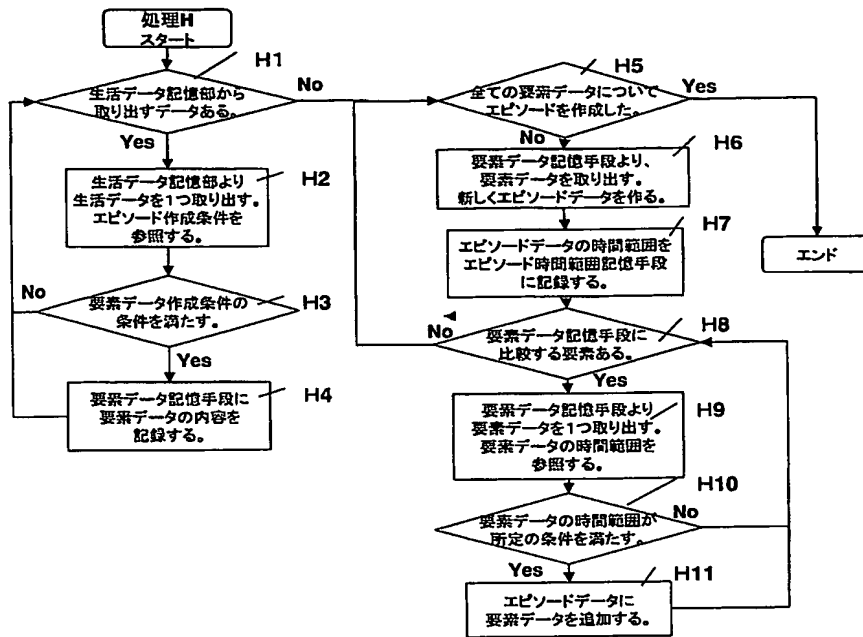 処理H
スタート
H1
生活データ記憶部から
取り出すデータある。
No
Yes
H2
生活データ記憶部より
生活データを1つ取り出す。
エピソード作成条件を
参照する。
No
H3
要素データ作成条件の
条件を満たす。
Yes
H4
要素データ記憶手段に
要素データの内容を
記録する。
H5
全ての要素データについて
エピソードを作成した。
Yes
No
H6
要素データ記憶手段より、
要素データを取り出す。
新しくエピソードデータを作る。
H7
エピソードデータの時間範囲を
エピソード時間範囲記憶手段
に記録する。
エンド
No
H8
要素データ記憶手段に
比較する要素ある。
Yes
H9
要素データ記憶手段より
要素データを1つ取り出す。
要素データの時間範囲を
参照する。
H10
要素データの時間範囲が
所定の条件を満たす。
No
Yes
H11
エピソードデータに
要素データを追加する。